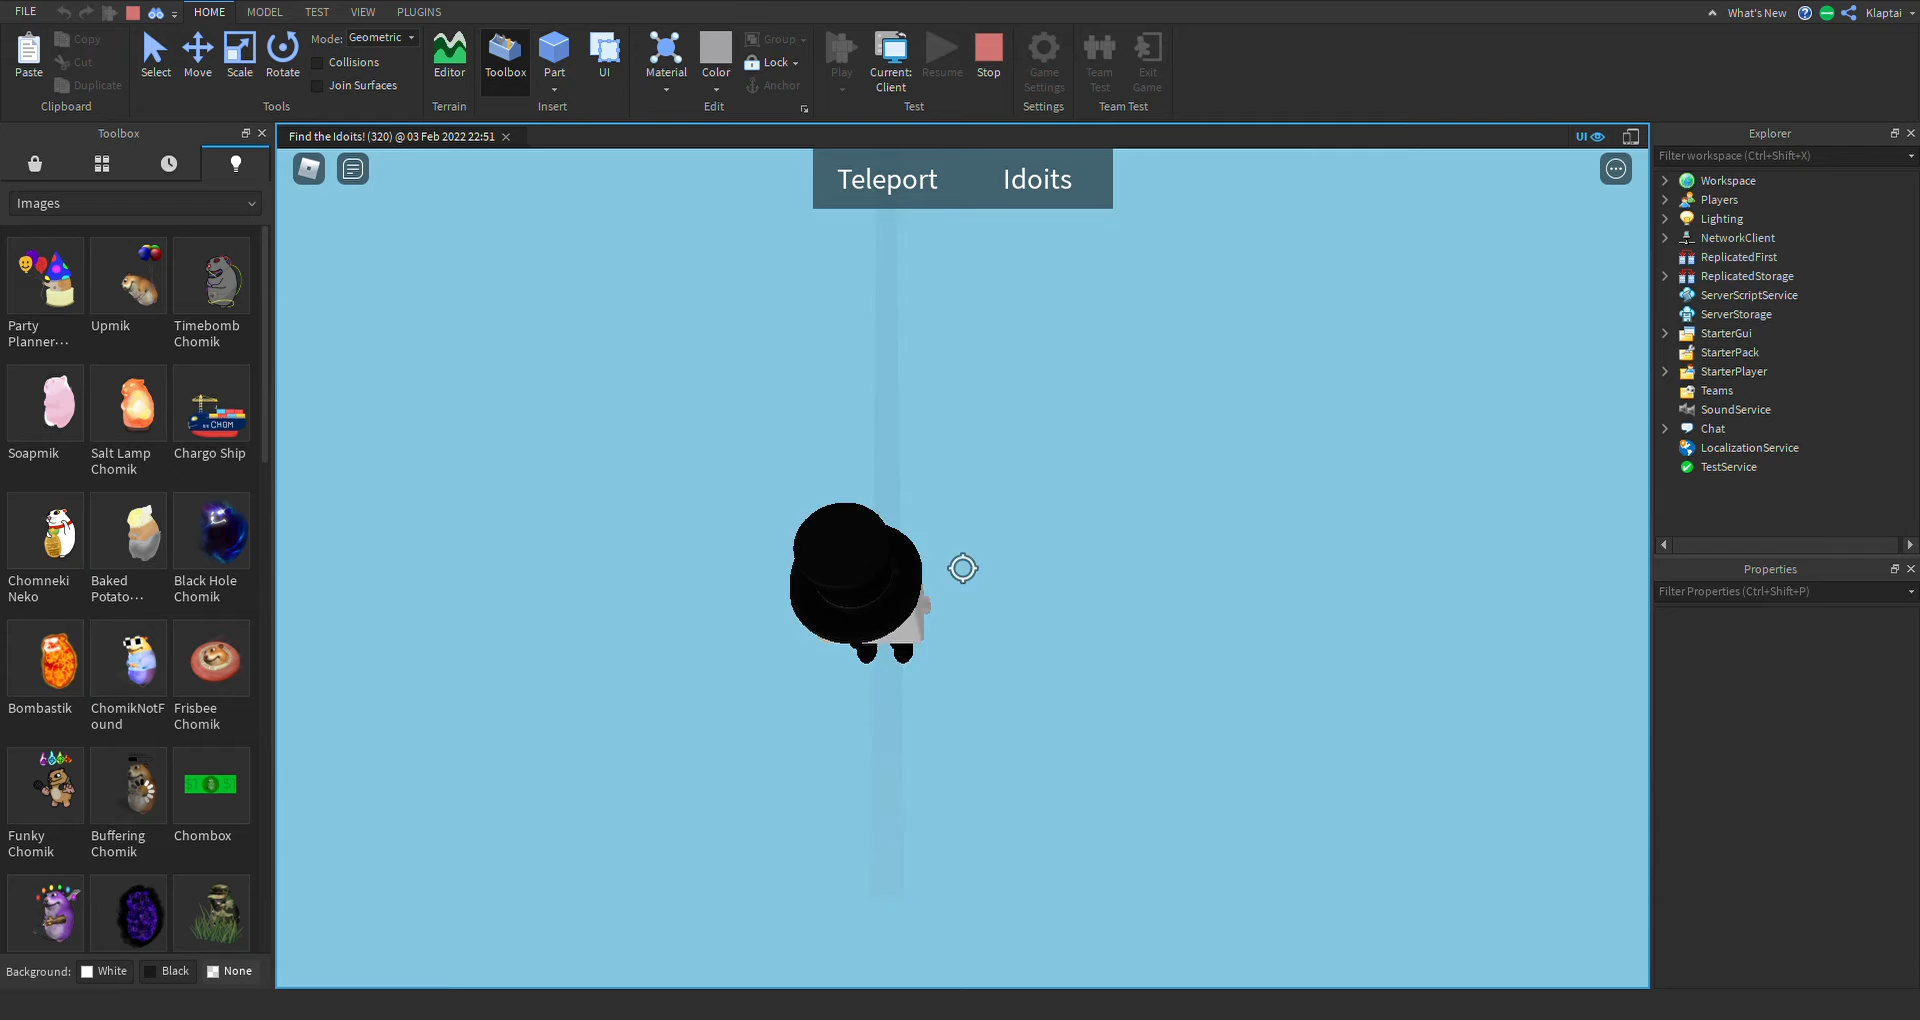 FILE
HOME
MODEL
TEST
VIEW
PLUGINS
What's New
Klaptai
Paste
Copy
Cut
Duplicate
Clipboard
Select
Move
Scale
Rotate
Mode: Geometric
Collisions
Join Surfaces
Tools
Editor
Terrain
Toolbox
Part
UI
Insert
Material
Color
Group
Lock
Anchor
Edit
Play
Current:
Client
Resume
Stop
Test
Game
Settings
Settings
Team
Test
Exit
Game
Team Test
Toolbox
Images
Party
Planner···
Upmik
Timebomb
Chomik
Soapmik
Salt Lamp
Chomik
Chargo Ship
CHOM
Chomneki
Neko
Baked
Potato···
Black Hole
Chomik
Bombastik
ChomikNotF
ound
Frisbee
Chomik
Funky
Chomik
Buffering
Chomik
Chombox
Background:
White
Black
None
Find the Idoits! (320) @ 03 Feb 2022 22:51
UI
Teleport
Idoits
Explorer
Filter workspace (Ctrl+Shift+X)
Workspace
Players
Lighting
NetworkClient
ReplicatedFirst
ReplicatedStorage
ServerScriptService
ServerStorage
StarterGui
StarterPack
StarterPlayer
Teams
SoundService
Chat
LocalizationService
TestService
Properties
Filter Properties (Ctrl+Shift+P)